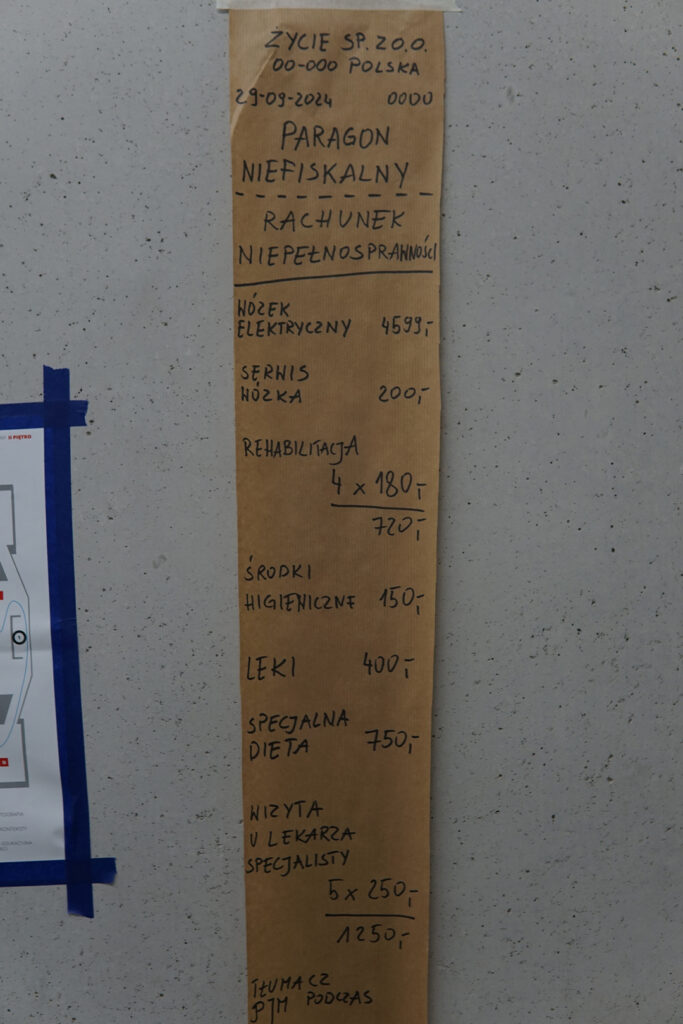 ŻYCIE SP. Z O.O.
00-000 POLSKA
29-09-2024 0000
PARAGON
NIEFISKALNY
RACHUNEK
NIEPEŁNOSPRAWNOŚCI
WÓZEK
ELEKTRYCZNY 4599,-
SERWIS
WÓZKA 200,-
REHABILITACJA
4 x 180,-
720,-
ŚRODKI
HIGIENICZNE 150,-
LEKI 400,-
SPECJALNA
DIETA 750,-
WIZYTA
U LEKARZA
SPECJALISTY
5 x 250,-
1250,-
TŁUMACZ
PJM PODCZAS
II PIĘTRO